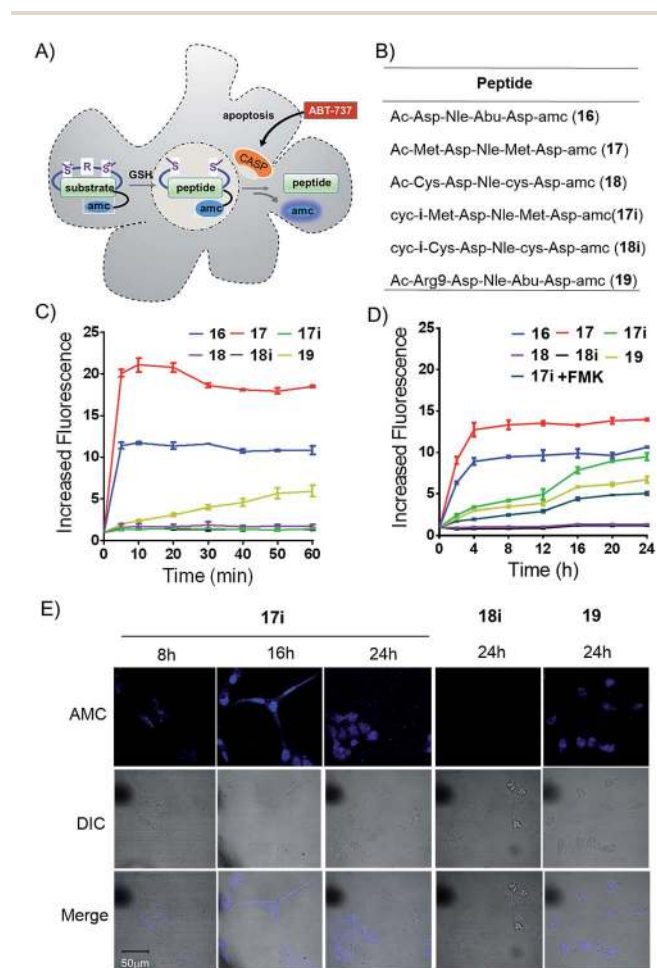 A)
apoptosis
ABT-737
CASP
S R S
substrate
amc
GSH
S S
peptide
amc
peptide
amc
B)
Peptide
Ac-Asp-Nle-Abu-Asp-amc (16)
Ac-Met-Asp-Nle-Met-Asp-amc (17)
Ac-Cys-Asp-Nle-cys-Asp-amc (18)
cyc-i-Met-Asp-Nle-Met-Asp-amc(17i)
cyc-i-Cys-Asp-Nle-cys-Asp-amc (18i)
Ac-Arg9-Asp-Nle-Abu-Asp-amc (19)
C)
25
20
15
10
5
0
Increased Fluorescence
16 17 17i
18 18i 19
0 10 20 30 40 50 60
Time (min)
D)
25
20
15
10
5
0
Increased Fluorescence
16 17 17i
18 18i 19
17i +FMK
0 4 8 12 16 20 24
Time (h)
E)
17i 18i 19
8h 16h 24h 24h 24h
AMC
DIC
Merge
50μm